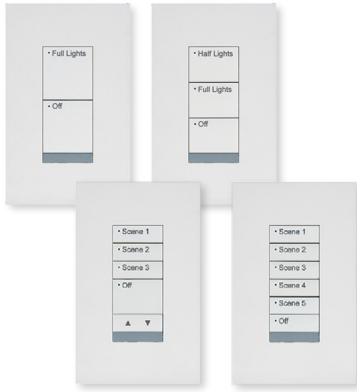 Full Lights
Off
Half Lights
Full Lights
Off
Scene 1
Scene 2
Scene 3
Off
▲ ▼
Scene 1
Scene 2
Scene 3
Scene 4
Scene 5
Off